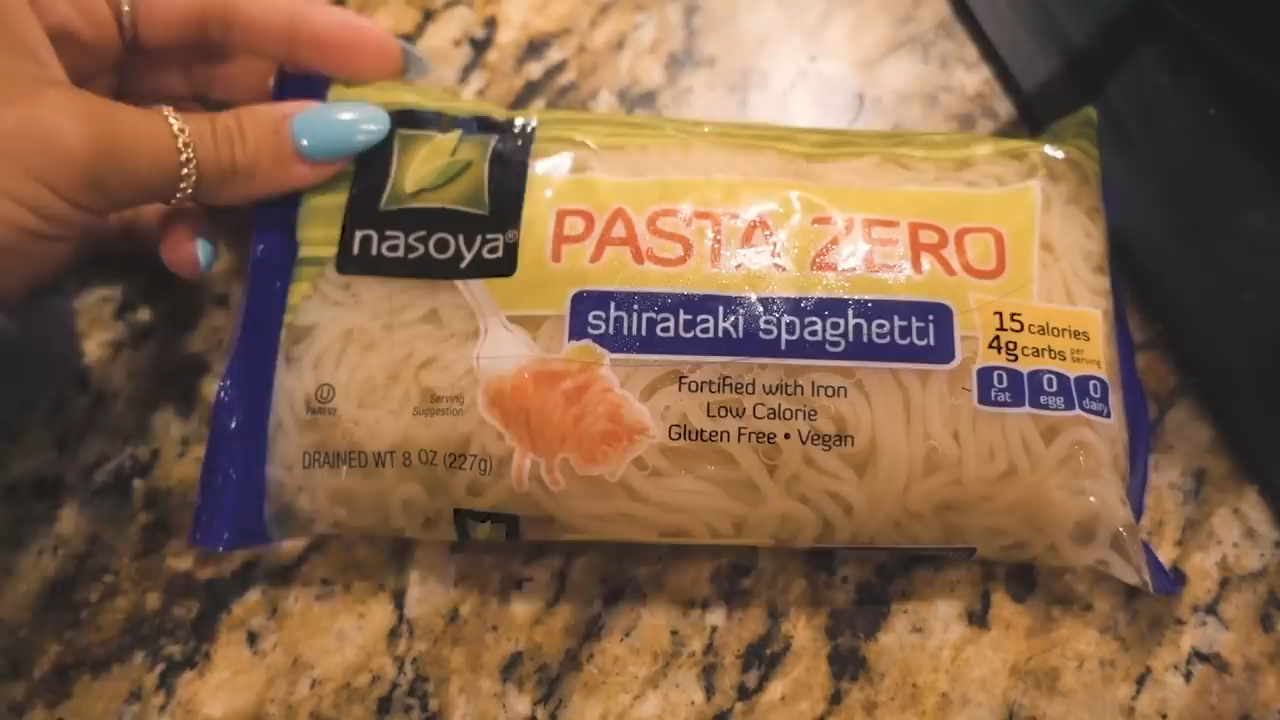 nasoya®
PASTA ZERO
shirataki spaghetti
15 calories
4g carbs per serving
0 fat
0 egg
0 dairy
Fortified with Iron
Low Calorie
Gluten Free • Vegan
U
PAREVE
Serving
Suggestion
DRAINED WT 8 OZ (227g)